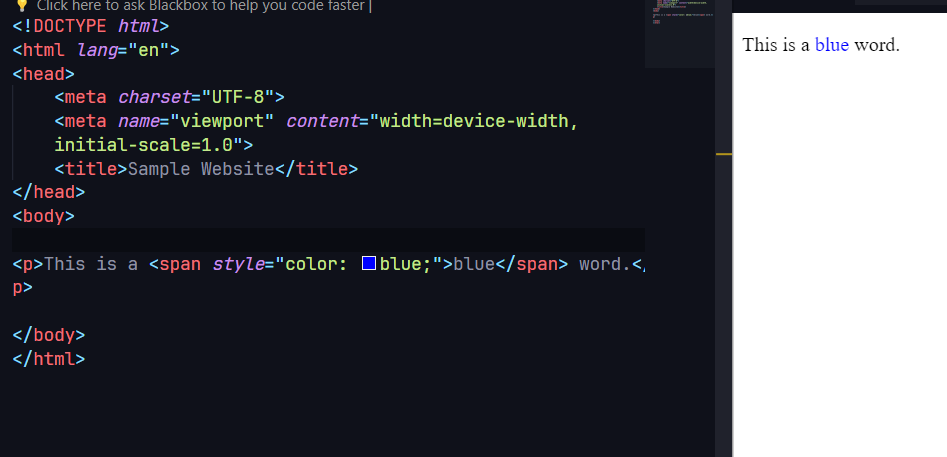 Click here to ask Blackbox to help you code faster |
<!DOCTYPE html>
<html lang="en">
<head>
<meta charset="UTF-8">
<meta name="viewport" content="width=device-width,
initial-scale=1.0">
<title>Sample Website</title>
</head>
<body>
<p>This is a <span style="color: blue;">blue</span> word.</
p>
</body>
</html>
This is a blue word.